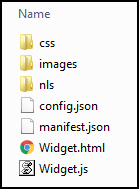 Name
css
images
nls
config.json
manifest.json
Widget.html
Widget.js